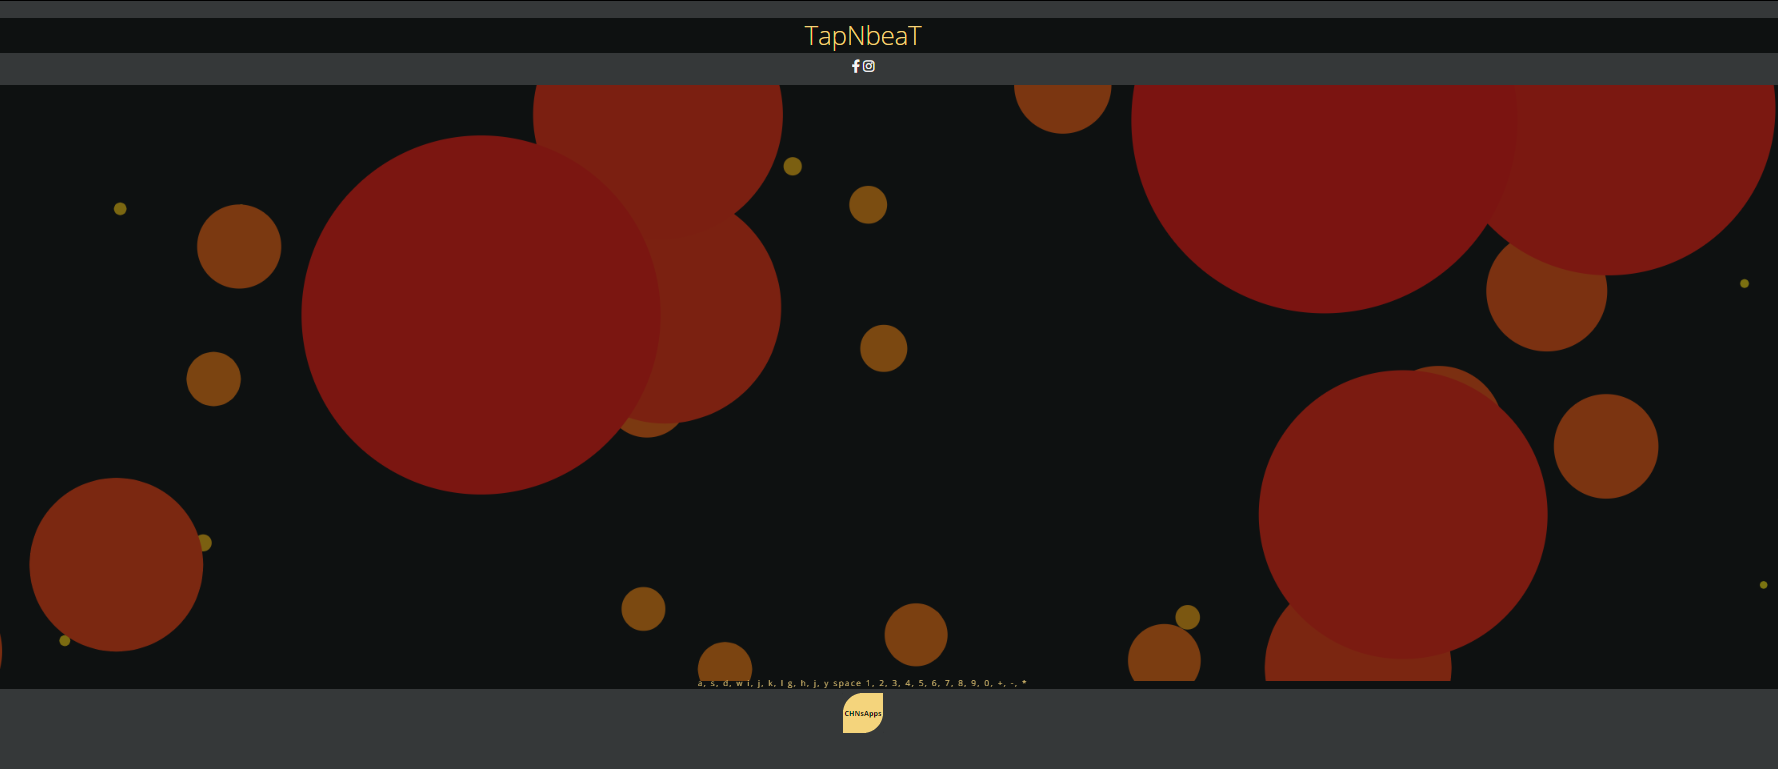 TapNbeaT
a, s, d, w i, j, k, l g, h, j, y space 1, 2, 3, 4, 5, 6, 7, 8, 9, 0, +, -, *
CHNsApps